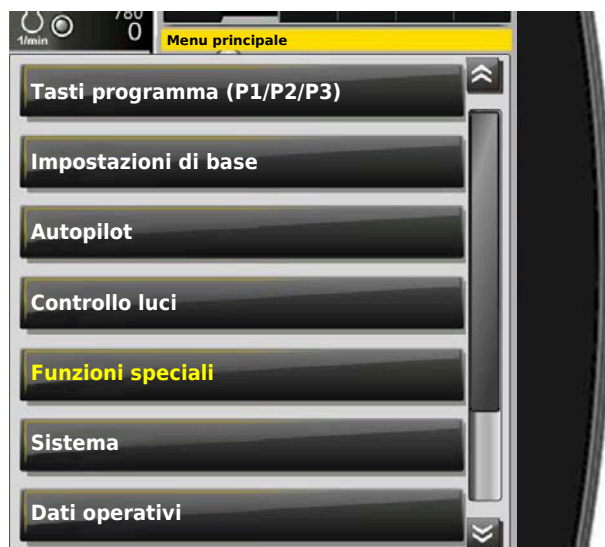 780
1/min
0
Menu principale
Tasti programma (P1/P2/P3)
Impostazioni di base
Autopilot
Controllo luci
Funzioni speciali
Sistema
Dati operativi